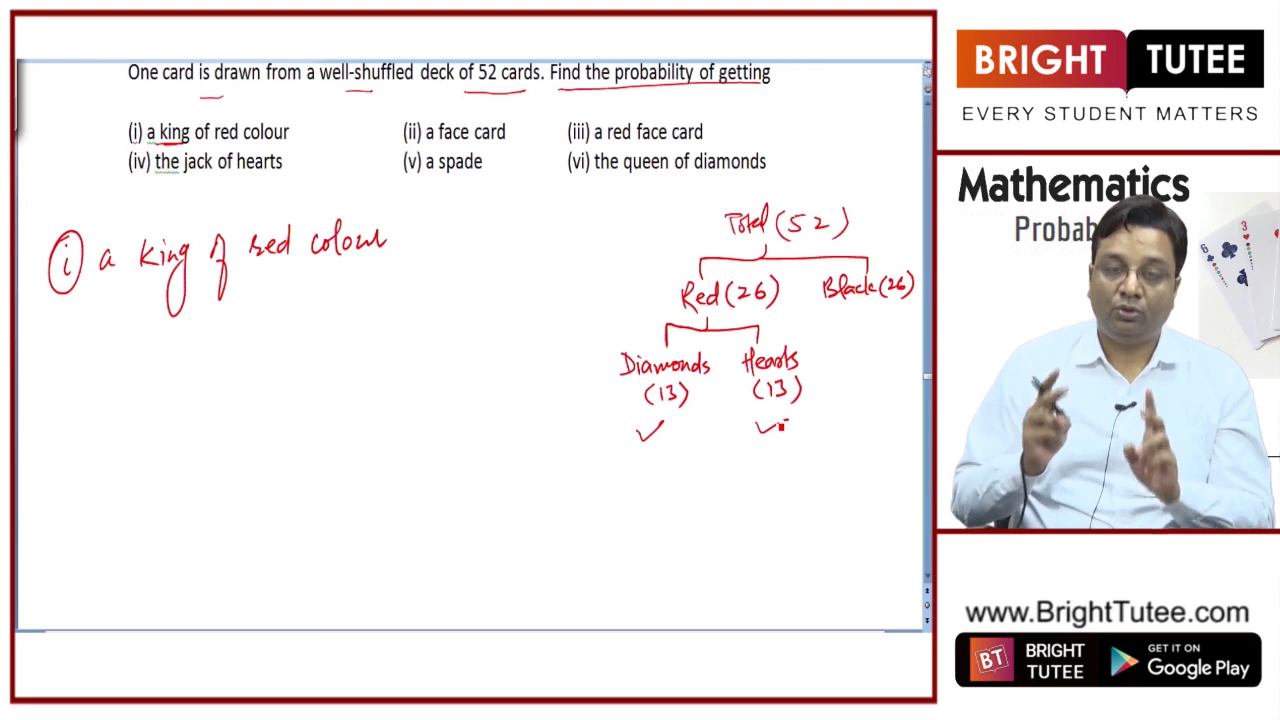 One card is drawn from a well-shuffled deck of 52 cards. Find the probability of getting
(i) a king of red colour (ii) a face card (iii) a red face card
(iv) the jack of hearts (v) a spade (vi) the queen of diamonds
(i) a king of red colour
Total (52)
Red (26) Black (26)
Diamonds Hearts
(13) (13)
BRIGHT TUTEE
EVERY STUDENT MATTERS
Mathematics
3
6
www.BrightTutee.com
BT BRIGHT TUTEE
GET IT ON
Google Play